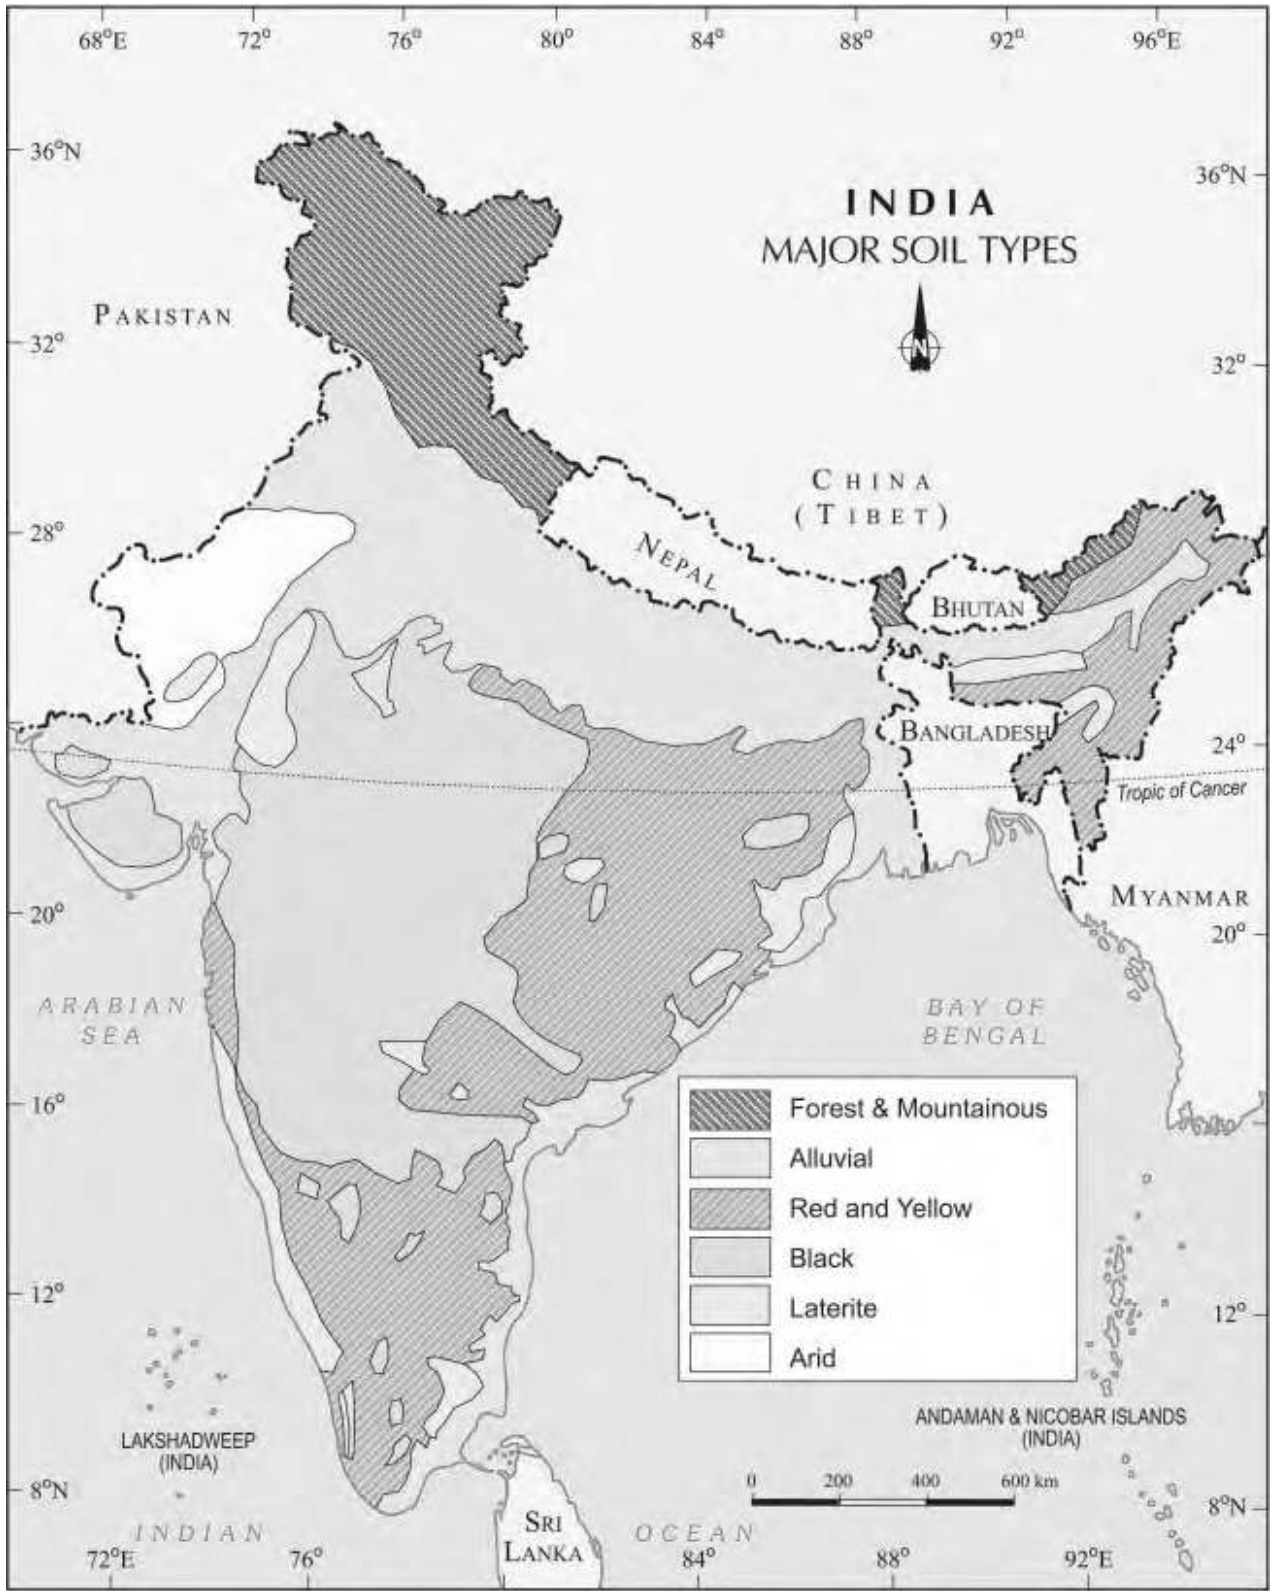 68°E 72° 76° 80° 84° 88° 92° 96°E
36°N
36°N
INDIA
MAJOR SOIL TYPES
N
PAKISTAN
32°
32°
CHINA
(TIBET)
28°
NEPAL
BHUTAN
BANGLADESH
24°
Tropic of Cancer
MYANMAR
20°
20°
ARABIAN
SEA
BAY OF
BENGAL
16°
Forest & Mountainous
Alluvial
Red and Yellow
Black
Laterite
Arid
12°
12°
LAKSHADWEEP
(INDIA)
ANDAMAN & NICOBAR ISLANDS
(INDIA)
0 200 400 600 km
8°N
8°N
SRI
LANKA
INDIAN OCEAN
72°E 76° 84° 88° 92°E